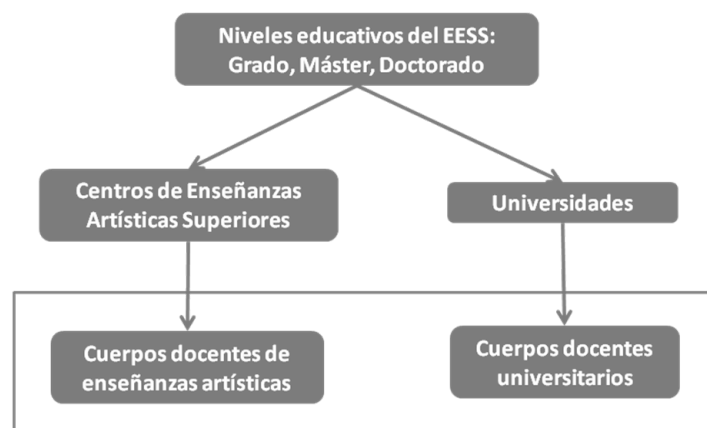 Niveles educativos del EESS:
Grado, Máster, Doctorado
Centros de Enseñanzas
Artísticas Superiores
Universidades
Cuerpos docentes de
enseñanzas artísticas
Cuerpos docentes
universitarios